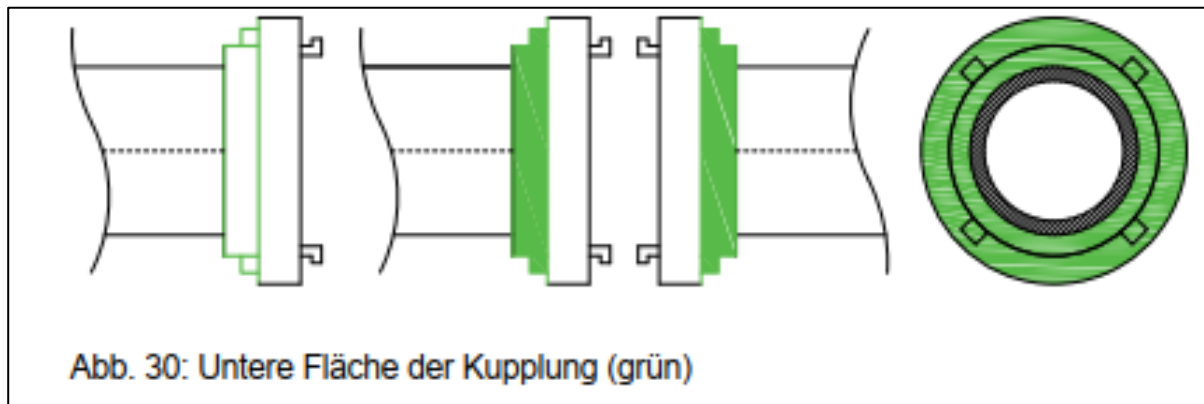 Abb. 30: Untere Fläche der Kupplung (grün)